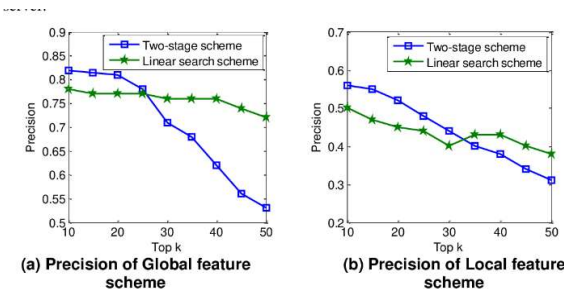 0.9
0.85
0.8
0.75
0.7
0.65
0.6
0.55
0.5
Precision
Two-stage scheme
Linear search scheme
10 20 30 40 50
Top k
(a) Precision of Global feature
scheme
0.7
0.6
0.5
0.4
0.3
0.2
Precision
Two-stage scheme
Linear search scheme
10 20 30 40 50
Top k
(b) Precision of Local feature
scheme